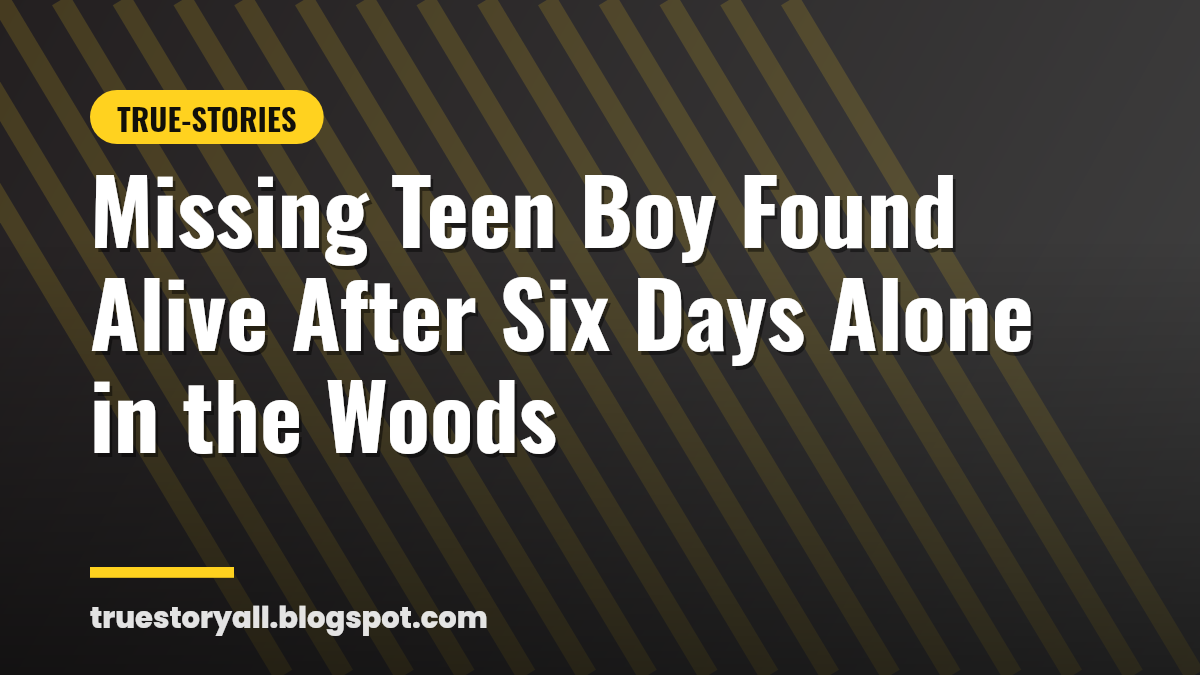 TRUE-STORIES
Missing Teen Boy Found
Alive After Six Days Alone
in the Woods
truestoryall.blogspot.com